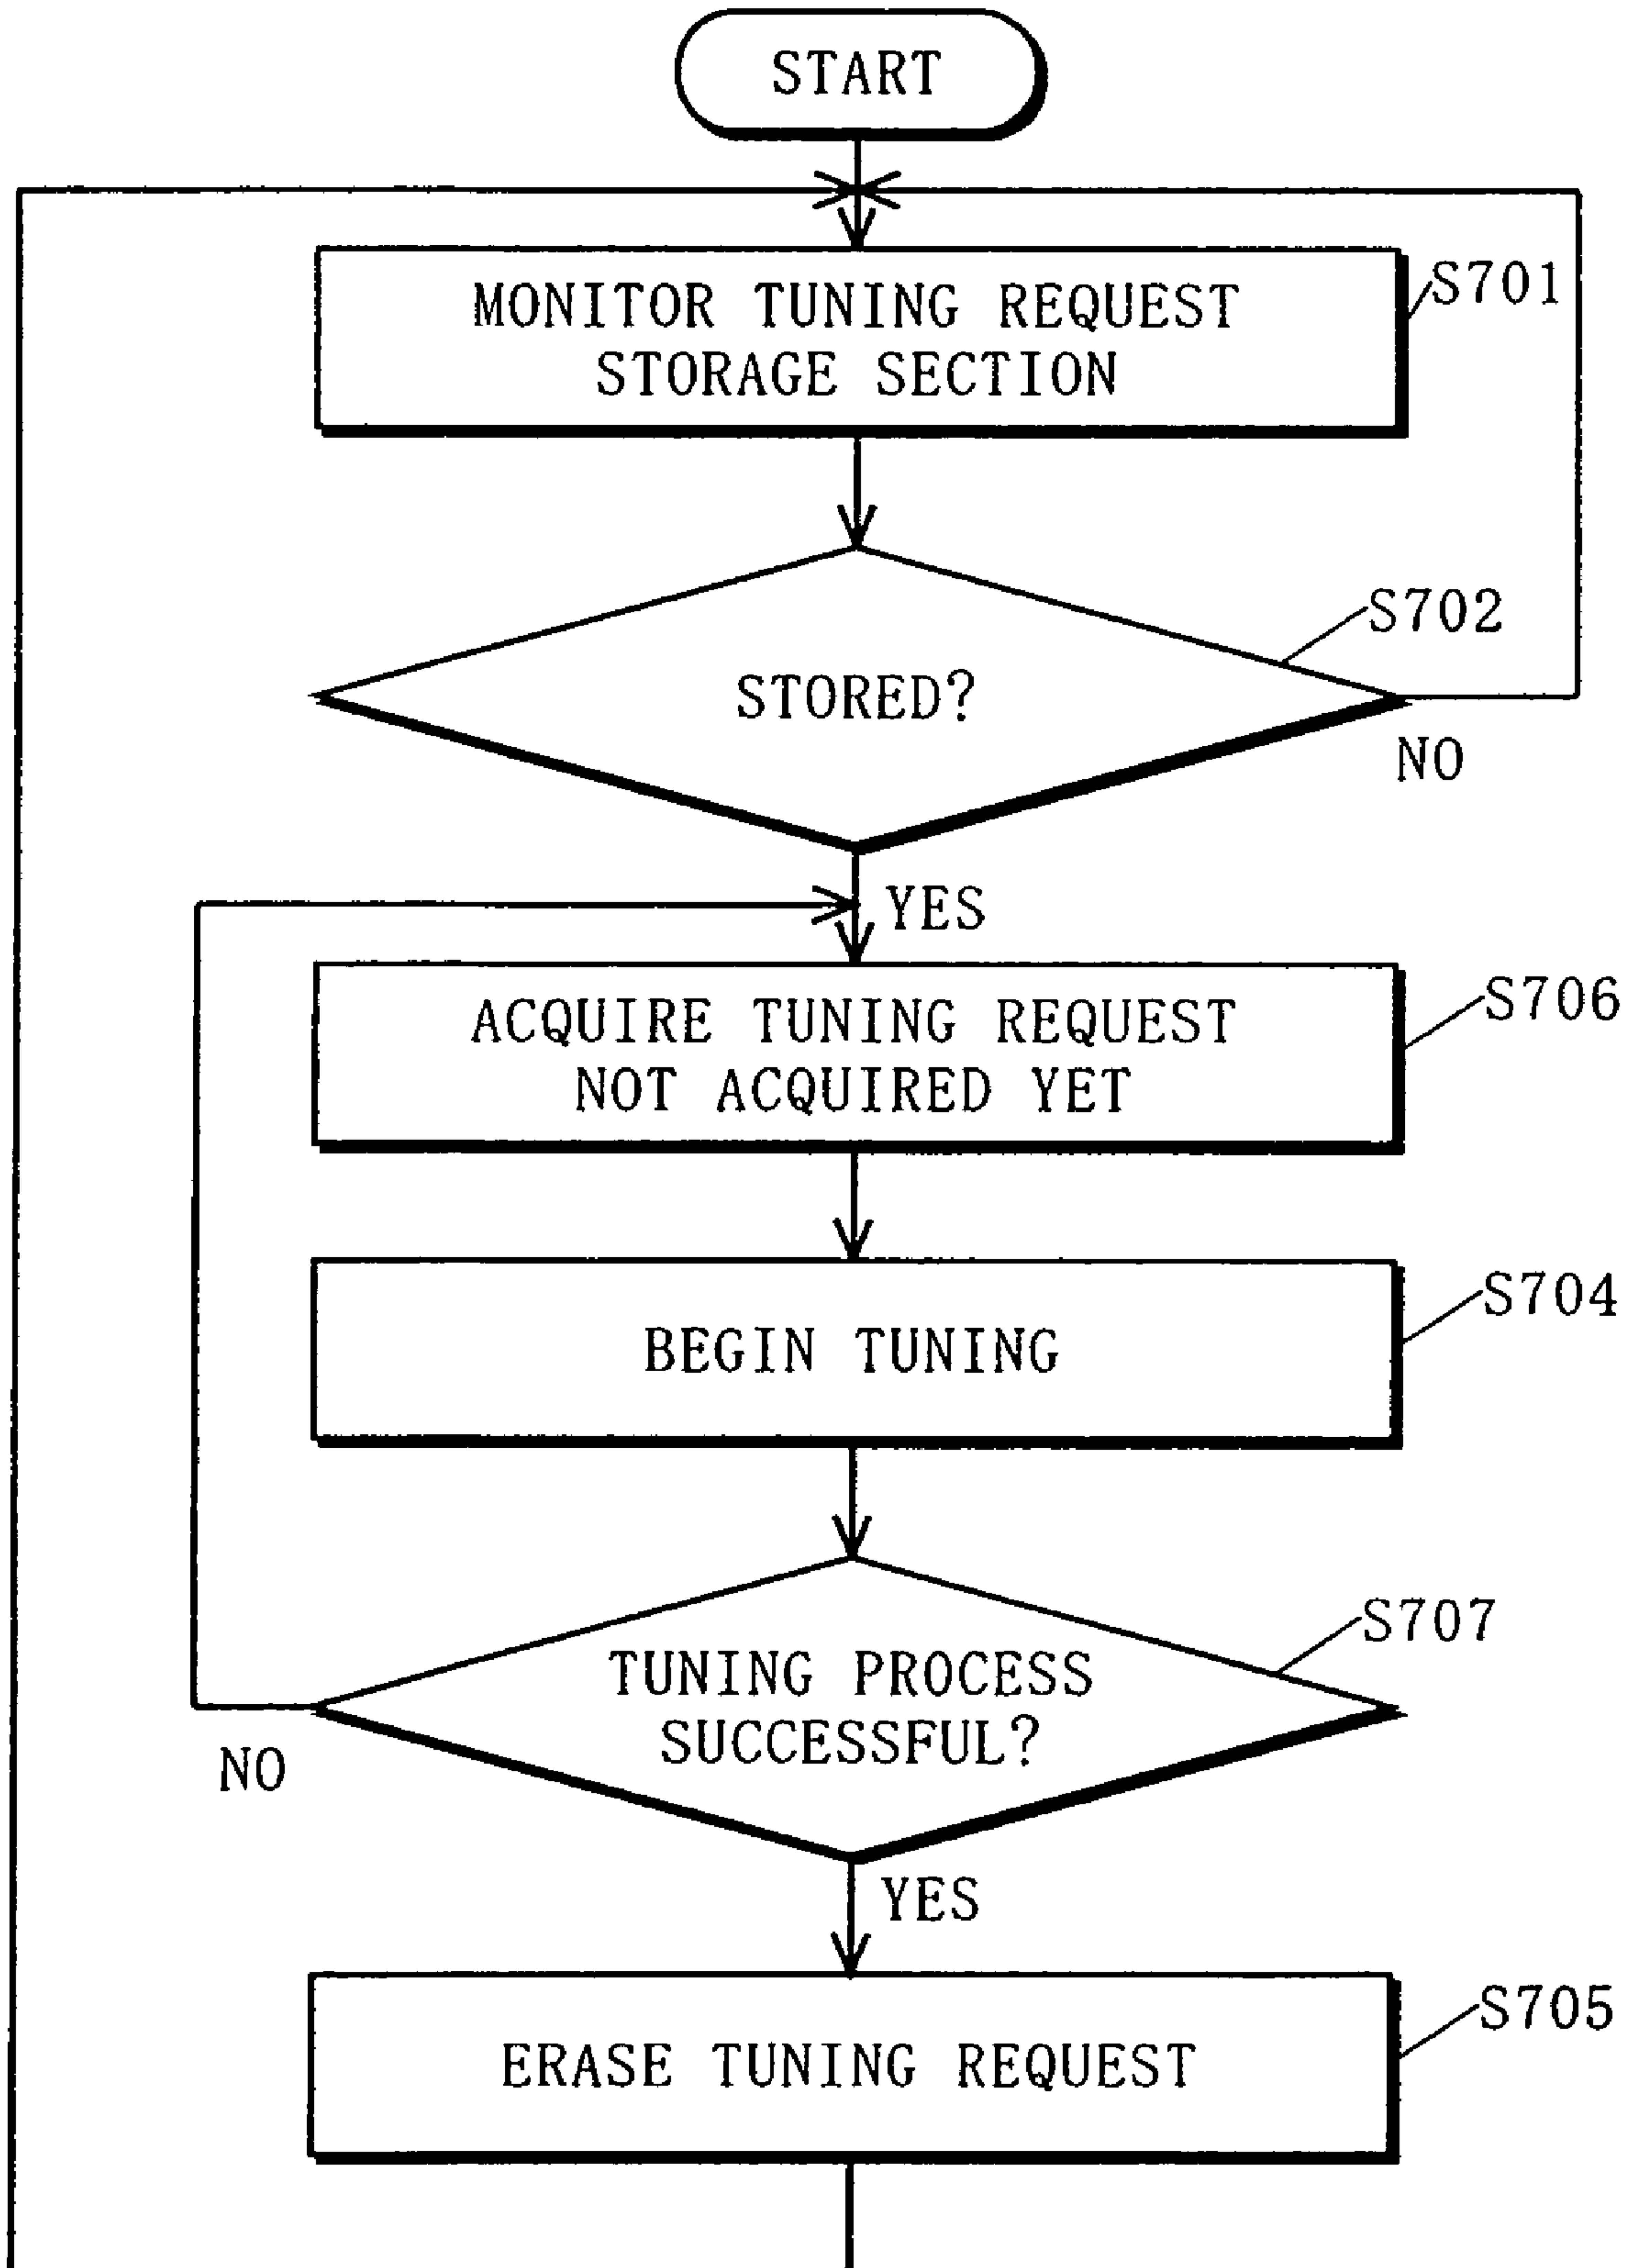 START
MONITOR TUNING REQUEST
STORAGE SECTION
S701
STORED?
S702
NO
YES
ACQUIRE TUNING REQUEST
NOT ACQUIRED YET
S706
BEGIN TUNING
S704
TUNING PROCESS
SUCCESSFUL?
S707
NO
YES
ERASE TUNING REQUEST
S705